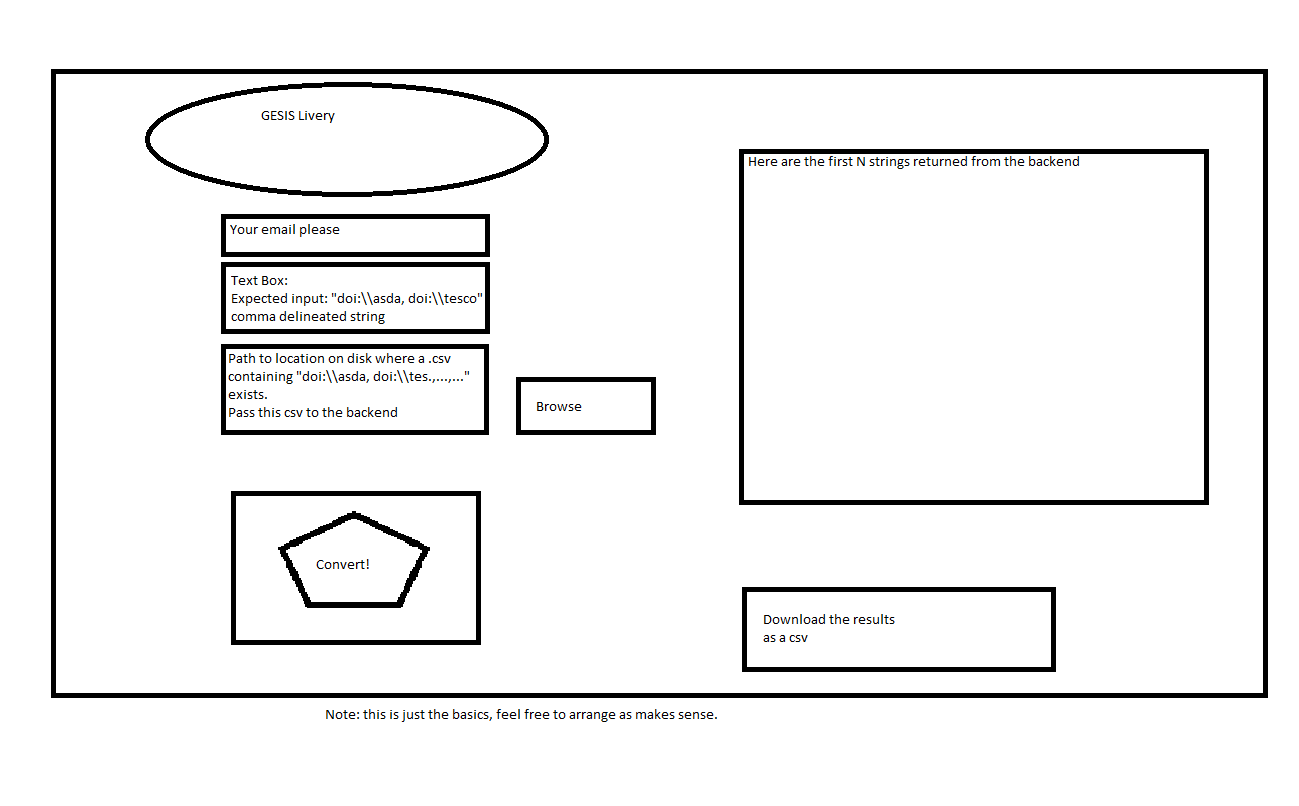 GESIS Livery
Your email please
Text Box:
Expected input: "doi:\\asda, doi:\\tesco"
comma delineated string
Path to location on disk where a .csv
containing "doi:\\asda, doi:\\tes.,...,..."
exists.
Pass this csv to the backend
Browse
Convert!
Here are the first N strings returned from the backend
Download the results
as a csv
Note: this is just the basics, feel free to arrange as makes sense.